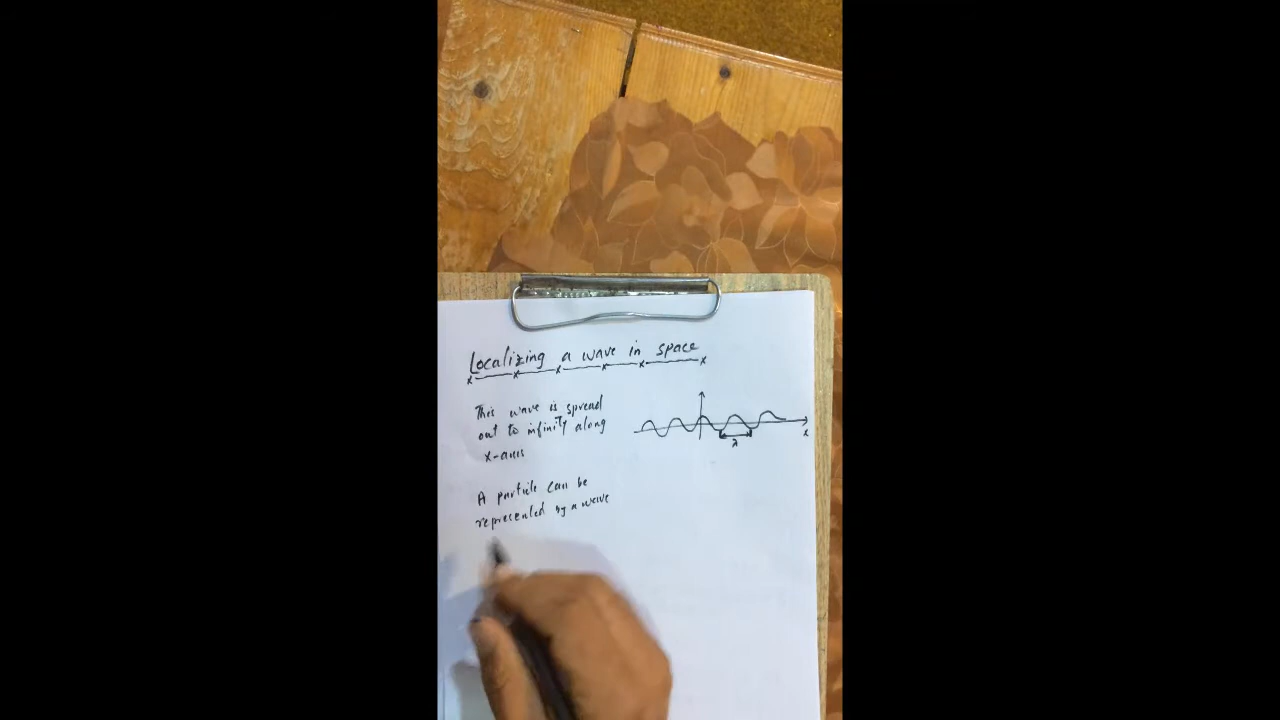 Localizing a wave in space
This wave is spread
out to infinity along
x-axis
λ
x
A particle can be
represented by a wave